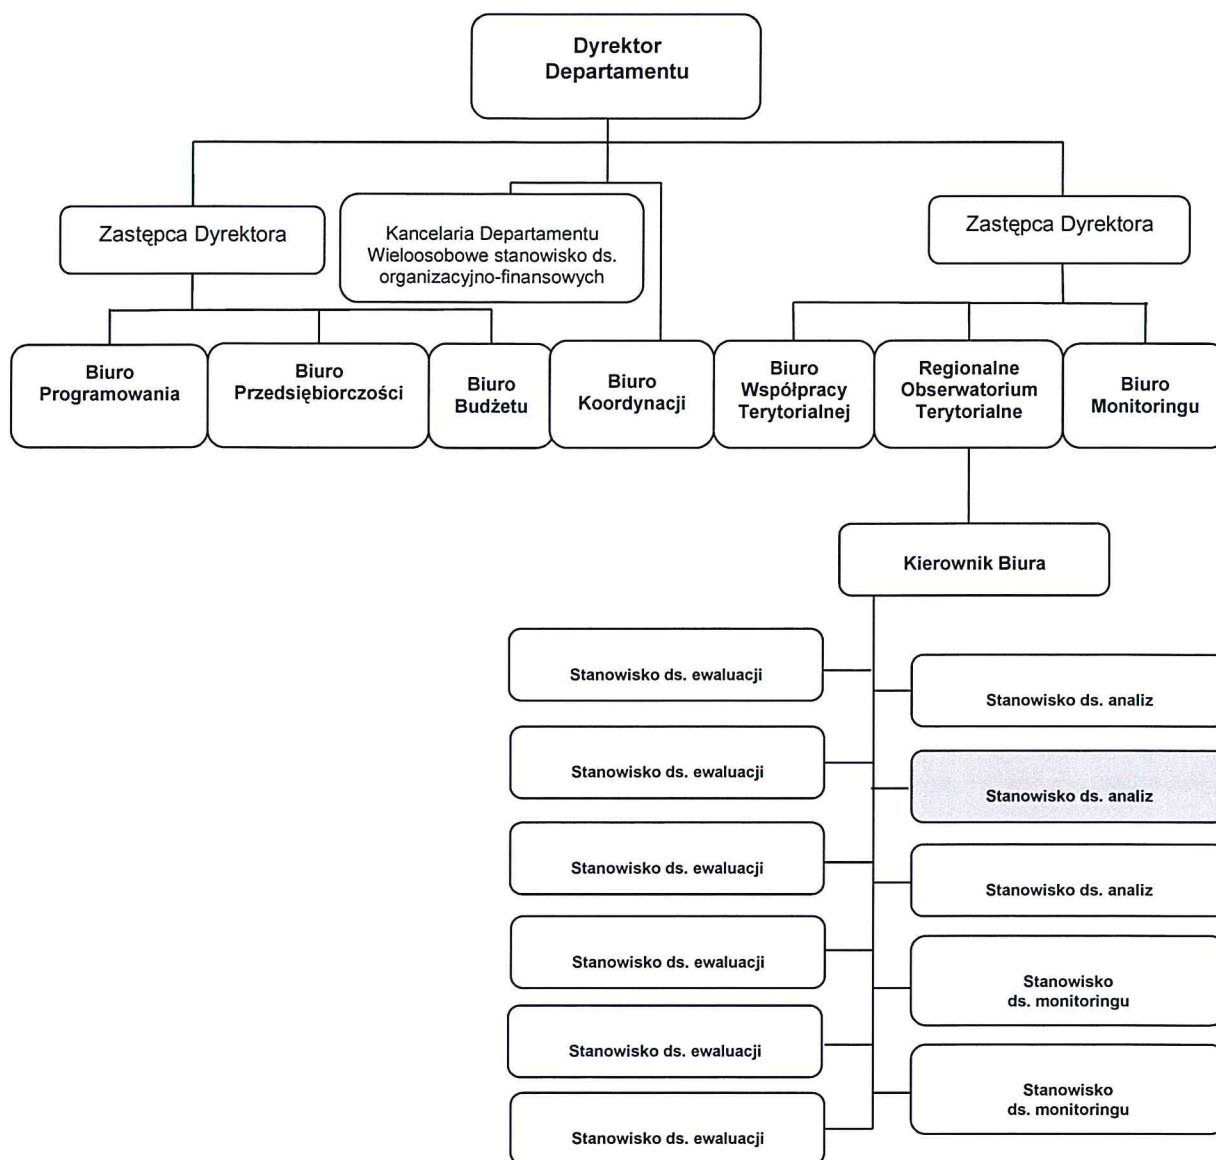 Dyrektor
Departamentu
Zastępca Dyrektora
Kancelaria Departamentu
Wieloosobowe stanowisko ds.
organizacyjno-finansowych
Zastępca Dyrektora
Biuro
Programowania
Biuro
Przedsiębiorczości
Biuro
Budżetu
Biuro
Koordynacji
Biuro
Współpracy
Terytorialnej
Regionalne
Obserwatorium
Terytorialne
Biuro
Monitoringu
Kierownik Biura
Stanowisko ds. ewaluacji
Stanowisko ds. analiz
Stanowisko ds. ewaluacji
Stanowisko ds. analiz
Stanowisko ds. ewaluacji
Stanowisko ds. analiz
Stanowisko ds. ewaluacji
Stanowisko
ds. monitoringu
Stanowisko ds. ewaluacji
Stanowisko
ds. monitoringu
Stanowisko ds. ewaluacji